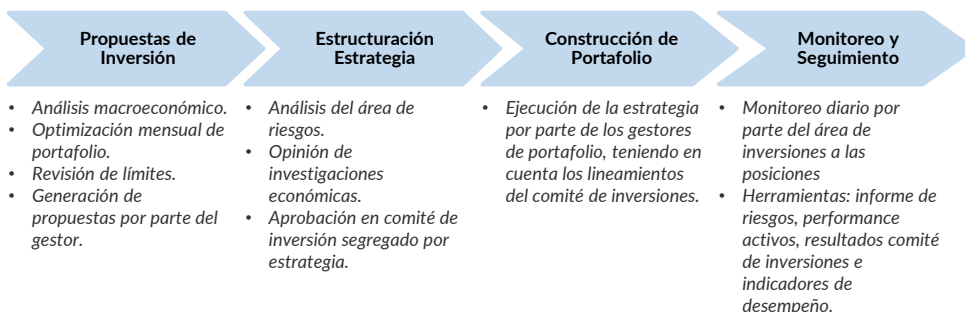 Propuestas de
Inversión
Estructuración
Estrategia
Construcción de
Portafolio
Monitoreo y
Seguimiento
• Análisis macroeconómico.
• Optimización mensual de
portafolio.
• Revisión de límites.
• Generación de
propuestas por parte del
gestor.
• Análisis del área de
riesgos.
• Opinión de
investigaciones
económicas.
• Aprobación en comité de
inversión segregado por
estrategia.
• Ejecución de la estrategia
por parte de los gestores
de portafolio, teniendo en
cuenta los lineamientos
del comité de inversiones.
• Monitoreo diario por
parte del área de
inversiones a las
posiciones
• Herramientas: informe de
riesgos, performance
activos, resultados comité
de inversiones e
indicadores de
desempeño.